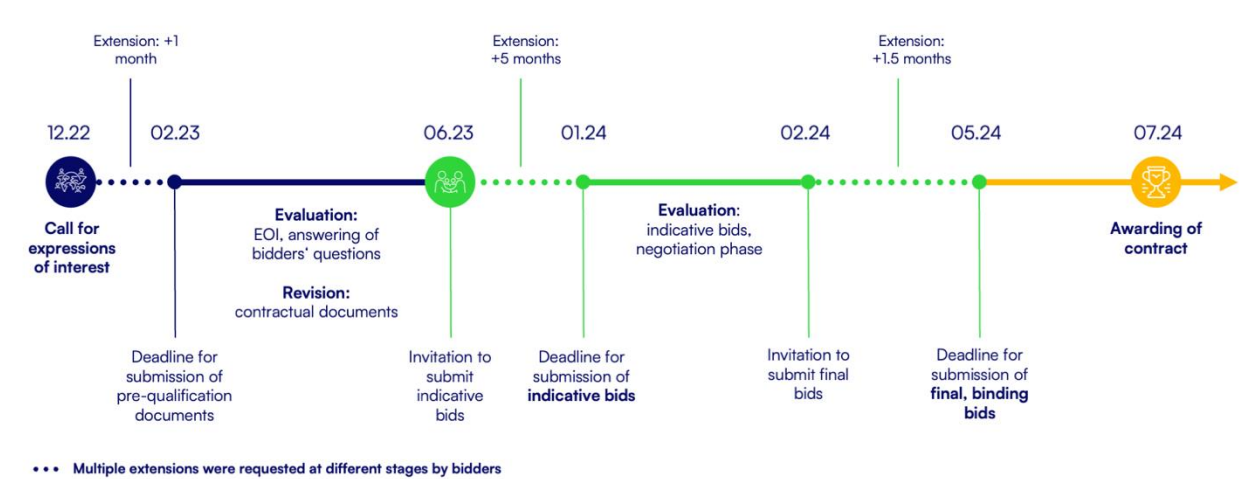 Extension: +1
month
Extension:
+5 months
Extension:
+1.5 months
12.22
02.23
06.23
01.24
02.24
05.24
07.24
Call for
expressions
of interest
Evaluation:
EOI, answering of
bidders‘ questions
Revision:
contractual documents
Evaluation:
indicative bids,
negotiation phase
Awarding of
contract
Deadline for
submission of
pre-qualification
documents
Invitation to
submit
indicative
bids
Deadline for
submission of
indicative bids
Invitation to
submit final
bids
Deadline for
submission of
final, binding
bids
Multiple extensions were requested at different stages by bidders